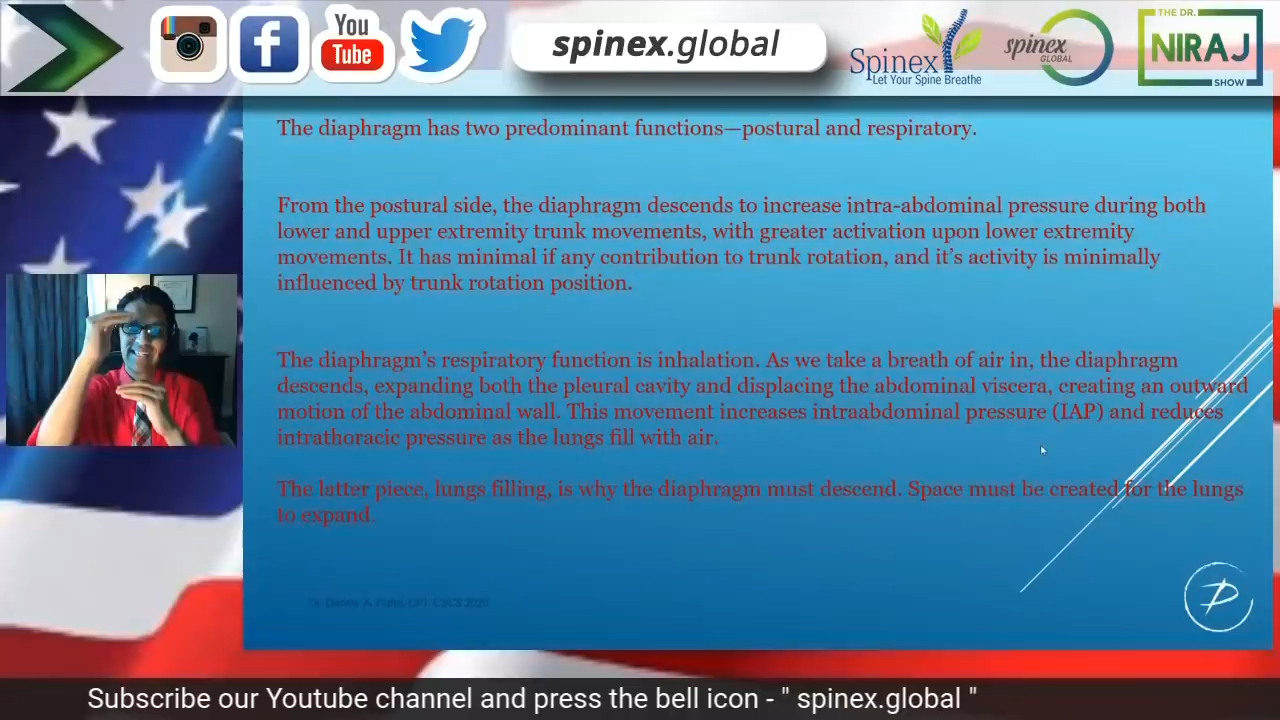 You
Tube
spinex.global
Spinex
Let Your Spine Breathe
spinex
GLOBAL
THE DR.
NIRAJ
SHOW
The diaphragm has two predominant functions—postural and respiratory.
From the postural side, the diaphragm descends to increase intra-abdominal pressure during both
lower and upper extremity trunk movements, with greater activation upon lower extremity
movements. It has minimal if any contribution to trunk rotation, and it's activity is minimally
influenced by trunk rotation position.
The diaphragm's respiratory function is inhalation. As we take a breath of air in, the diaphragm
descends, expanding both the pleural cavity and displacing the abdominal viscera, creating an outward
motion of the abdominal wall. This movement increases intraabdominal pressure (IAP) and reduces
intrathoracic pressure as the lungs fill with air.
The latter piece, lungs filling, is why the diaphragm must descend. Space must be created for the lungs
to expand.
A. DPT, CSCS 2020
Subscribe our Youtube channel and press the bell icon - " spinex.global "